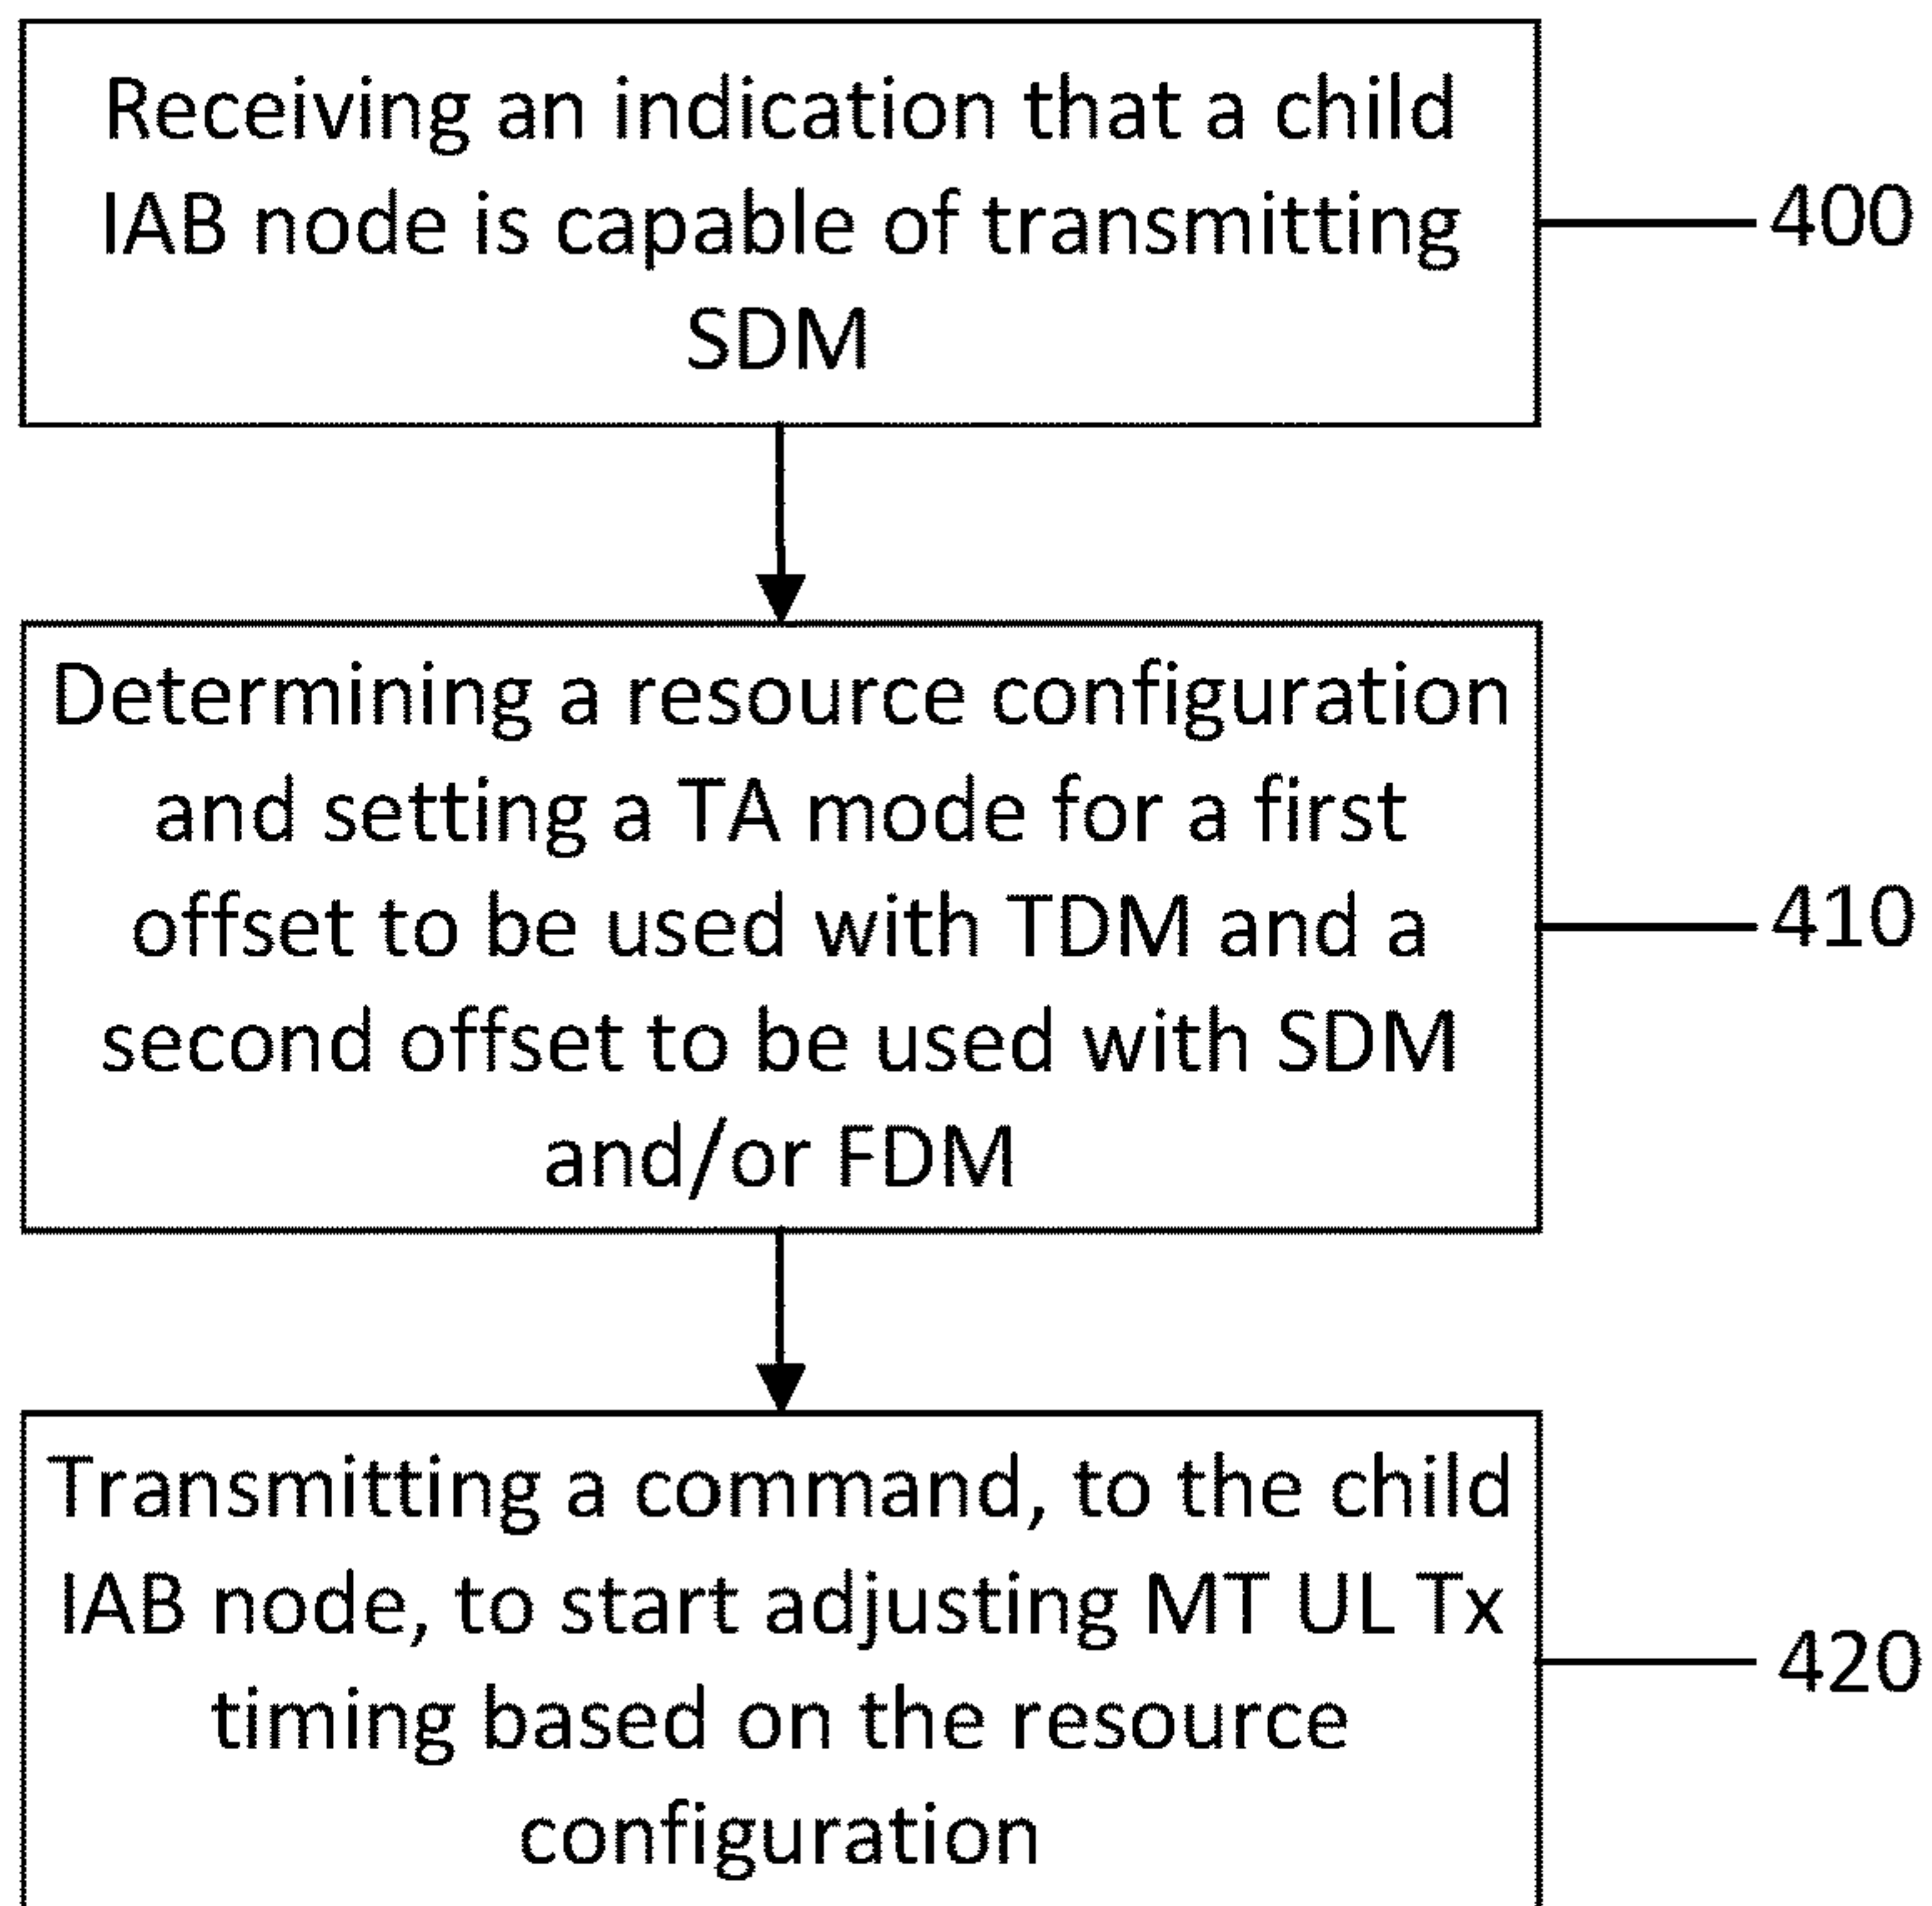 Receiving an indication that a child
IAB node is capable of transmitting
SDM
400
Determining a resource configuration
and setting a TA mode for a first
offset to be used with TDM and a
second offset to be used with SDM
and/or FDM
410
Transmitting a command, to the child
IAB node, to start adjusting MT UL Tx
timing based on the resource
configuration
420